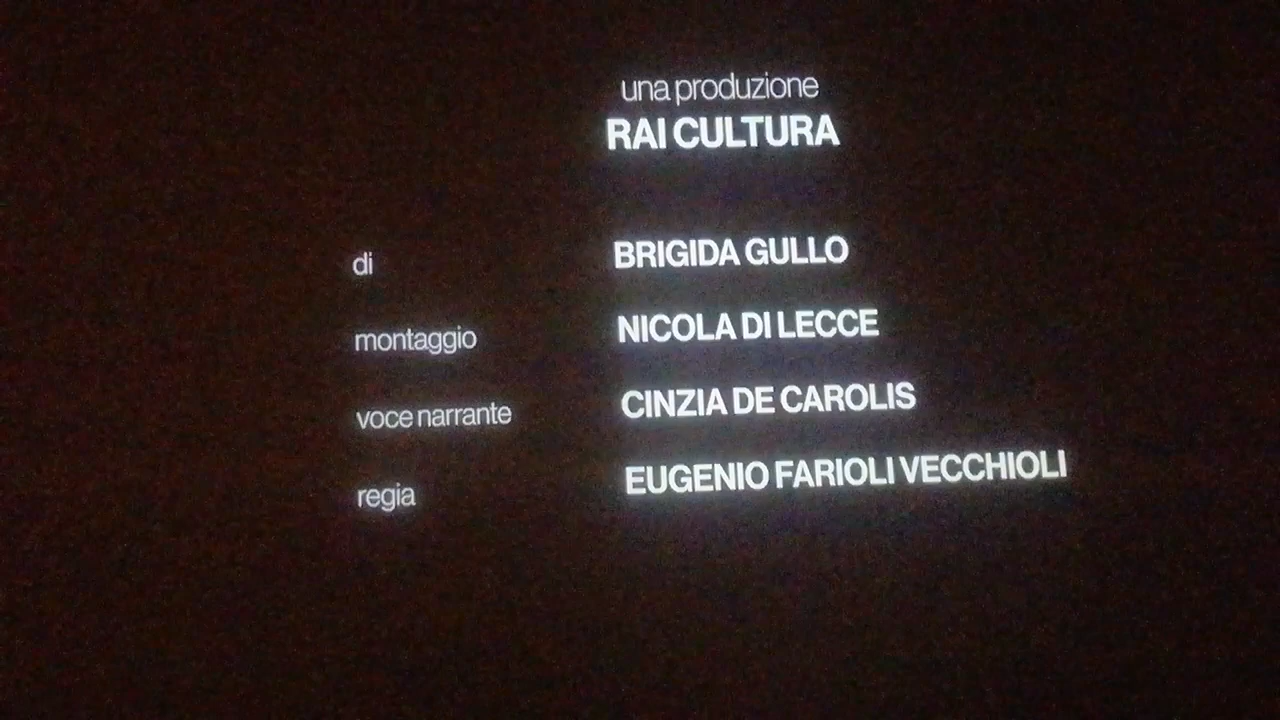 una produzione
RAI CULTURA
di BRIGIDA GULLO
montaggio NICOLA DI LECCE
voce narrante CINZIA DE CAROLIS
regia EUGENIO FARIOLI VECCHIOLI